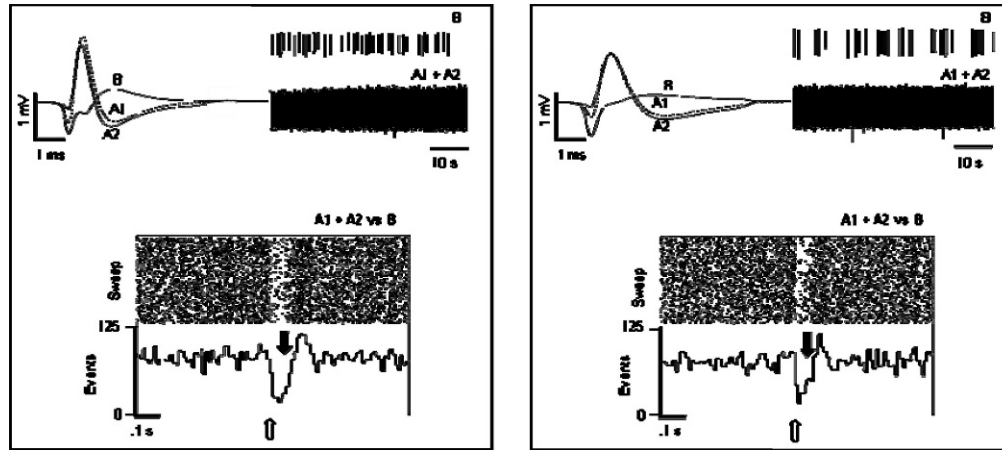 B
B
A1 + A2
A1
A2
1 mV
1 ms
10 s
A1 + A2 vs B
Sweep
125
Events
0
.1 s
B
R
A1 + A2
A1
A2
1 mV
1 ms
10 s
A1 + A2 vs B
Sweep
125
Events
0
.1 s